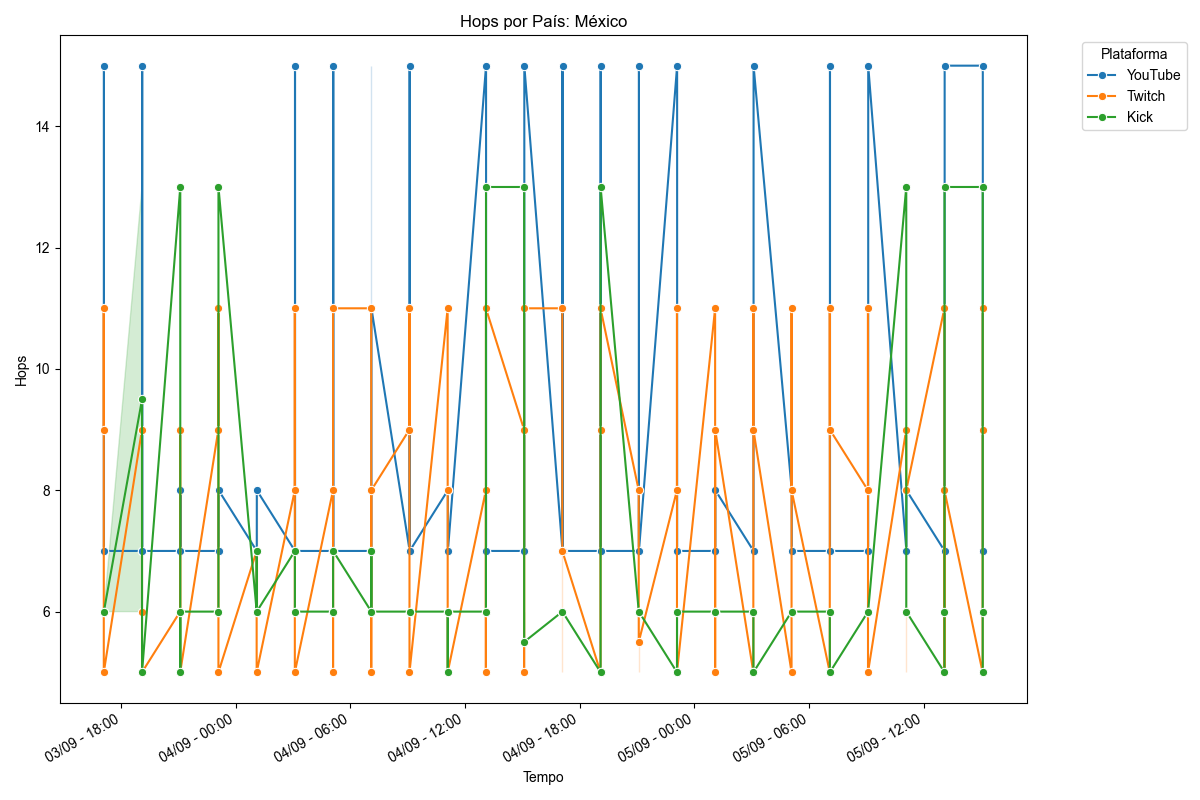 Hops por País: México
Plataforma
YouTube
Twitch
Kick
Hops
14
12
10
8
6
03/09 - 18:00
04/09 - 00:00
04/09 - 06:00
04/09 - 12:00
04/09 - 18:00
05/09 - 00:00
05/09 - 06:00
05/09 - 12:00
Tempo